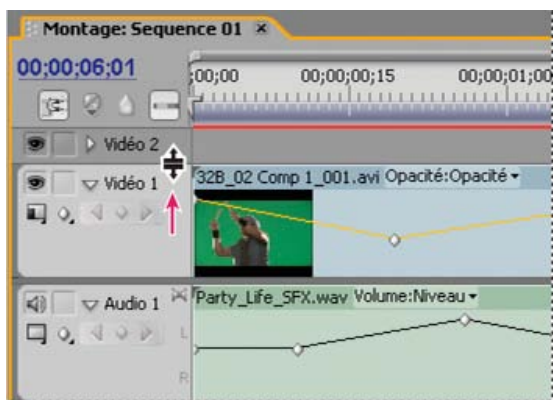 Montage: Sequence 01
00;00;06;01
;00;00 00;00;00;15 00;00;01;00
Vidéo 2
Vidéo 1
32B_02 Comp 1_001.avi Opacité:Opacité
Audio 1
Party_Life_SFX.wav Volume:Niveau
L
R